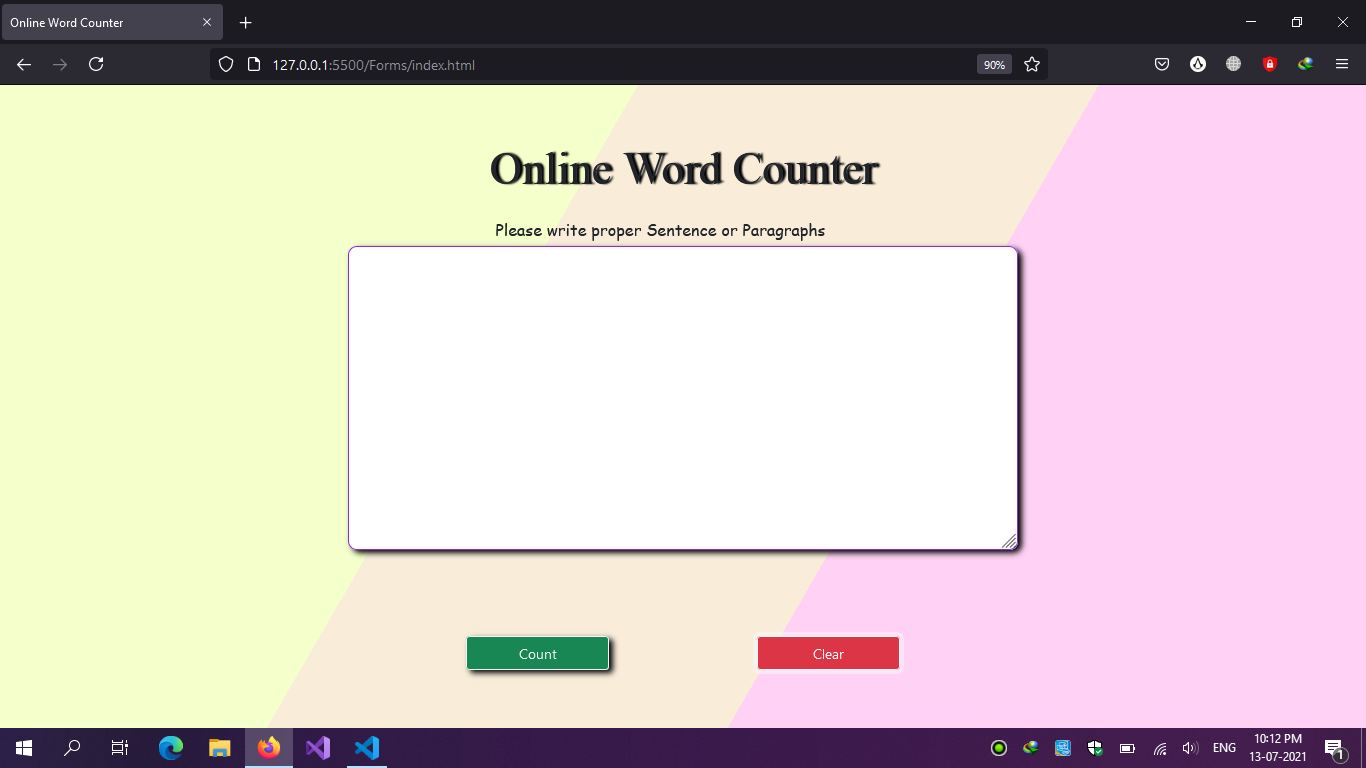 Online Word Counter
127.0.0.1:5500/Forms/index.html
90%
Online Word Counter
Please write proper Sentence or Paragraphs
Count
Clear
ENG
10:12 PM
13-07-2021
1